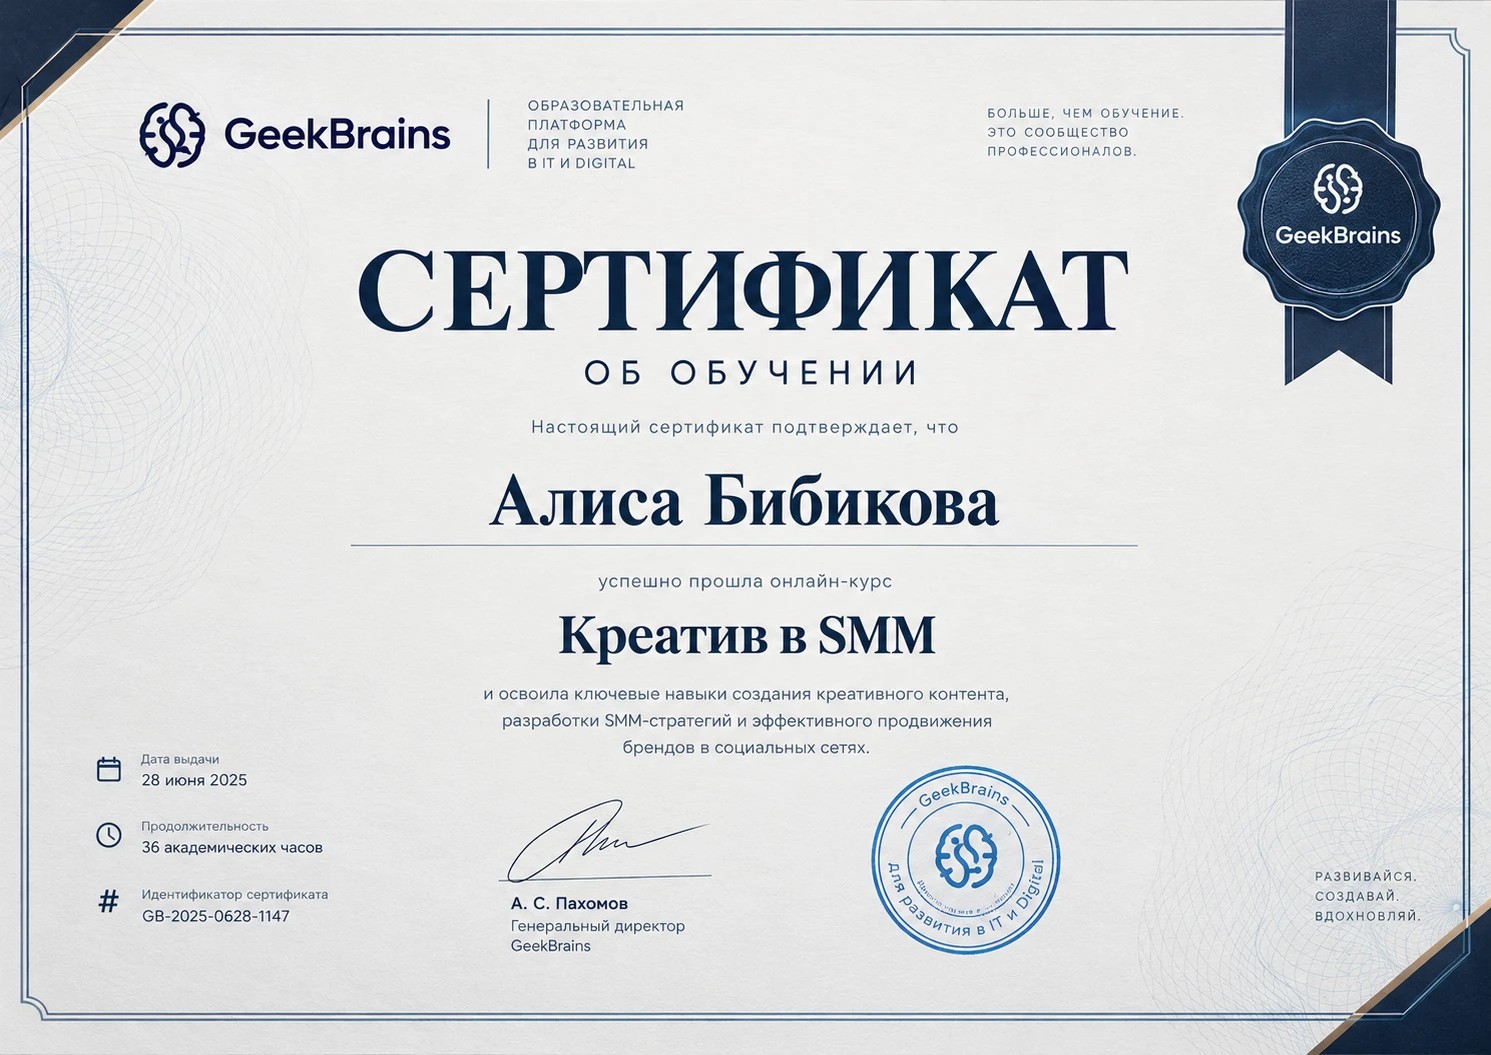 GeekBrains
ОБРАЗОВАТЕЛЬНАЯ
ПЛАТФОРМА
ДЛЯ РАЗВИТИЯ
В IT И DIGITAL
БОЛЬШЕ, ЧЕМ ОБУЧЕНИЕ.
ЭТО СООБЩЕСТВО
ПРОФЕССИОНАЛОВ.
GeekBrains
СЕРТИФИКАТ
ОБ ОБУЧЕНИИ
Настоящий сертификат подтверждает, что
Алиса Бибикова
успешно прошла онлайн-курс
Креатив в SMM
и освоила ключевые навыки создания креативного контента,
разработки SMM-стратегий и эффективного продвижения
брендов в социальных сетях.
Дата выдачи
28 июня 2025
Продолжительность
36 академических часов
Идентификатор сертификата
GB-2025-0628-1147
А. С. Пахомов
Генеральный директор
GeekBrains
GeekBrains
для развития в IT и Digital
РАЗВИВАЙСЯ.
СОЗДАВАЙ.
ВДОХНОВЛЯЙ.